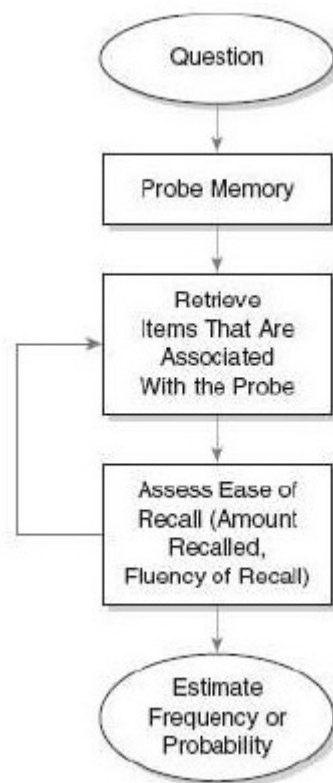 Question
Probe Memory
Retrieve
Items That Are
Associated
With the Probe
Assess Ease of
Recall (Amount
Recalled,
Fluency of Recall)
Estimate
Frequency or
Probability